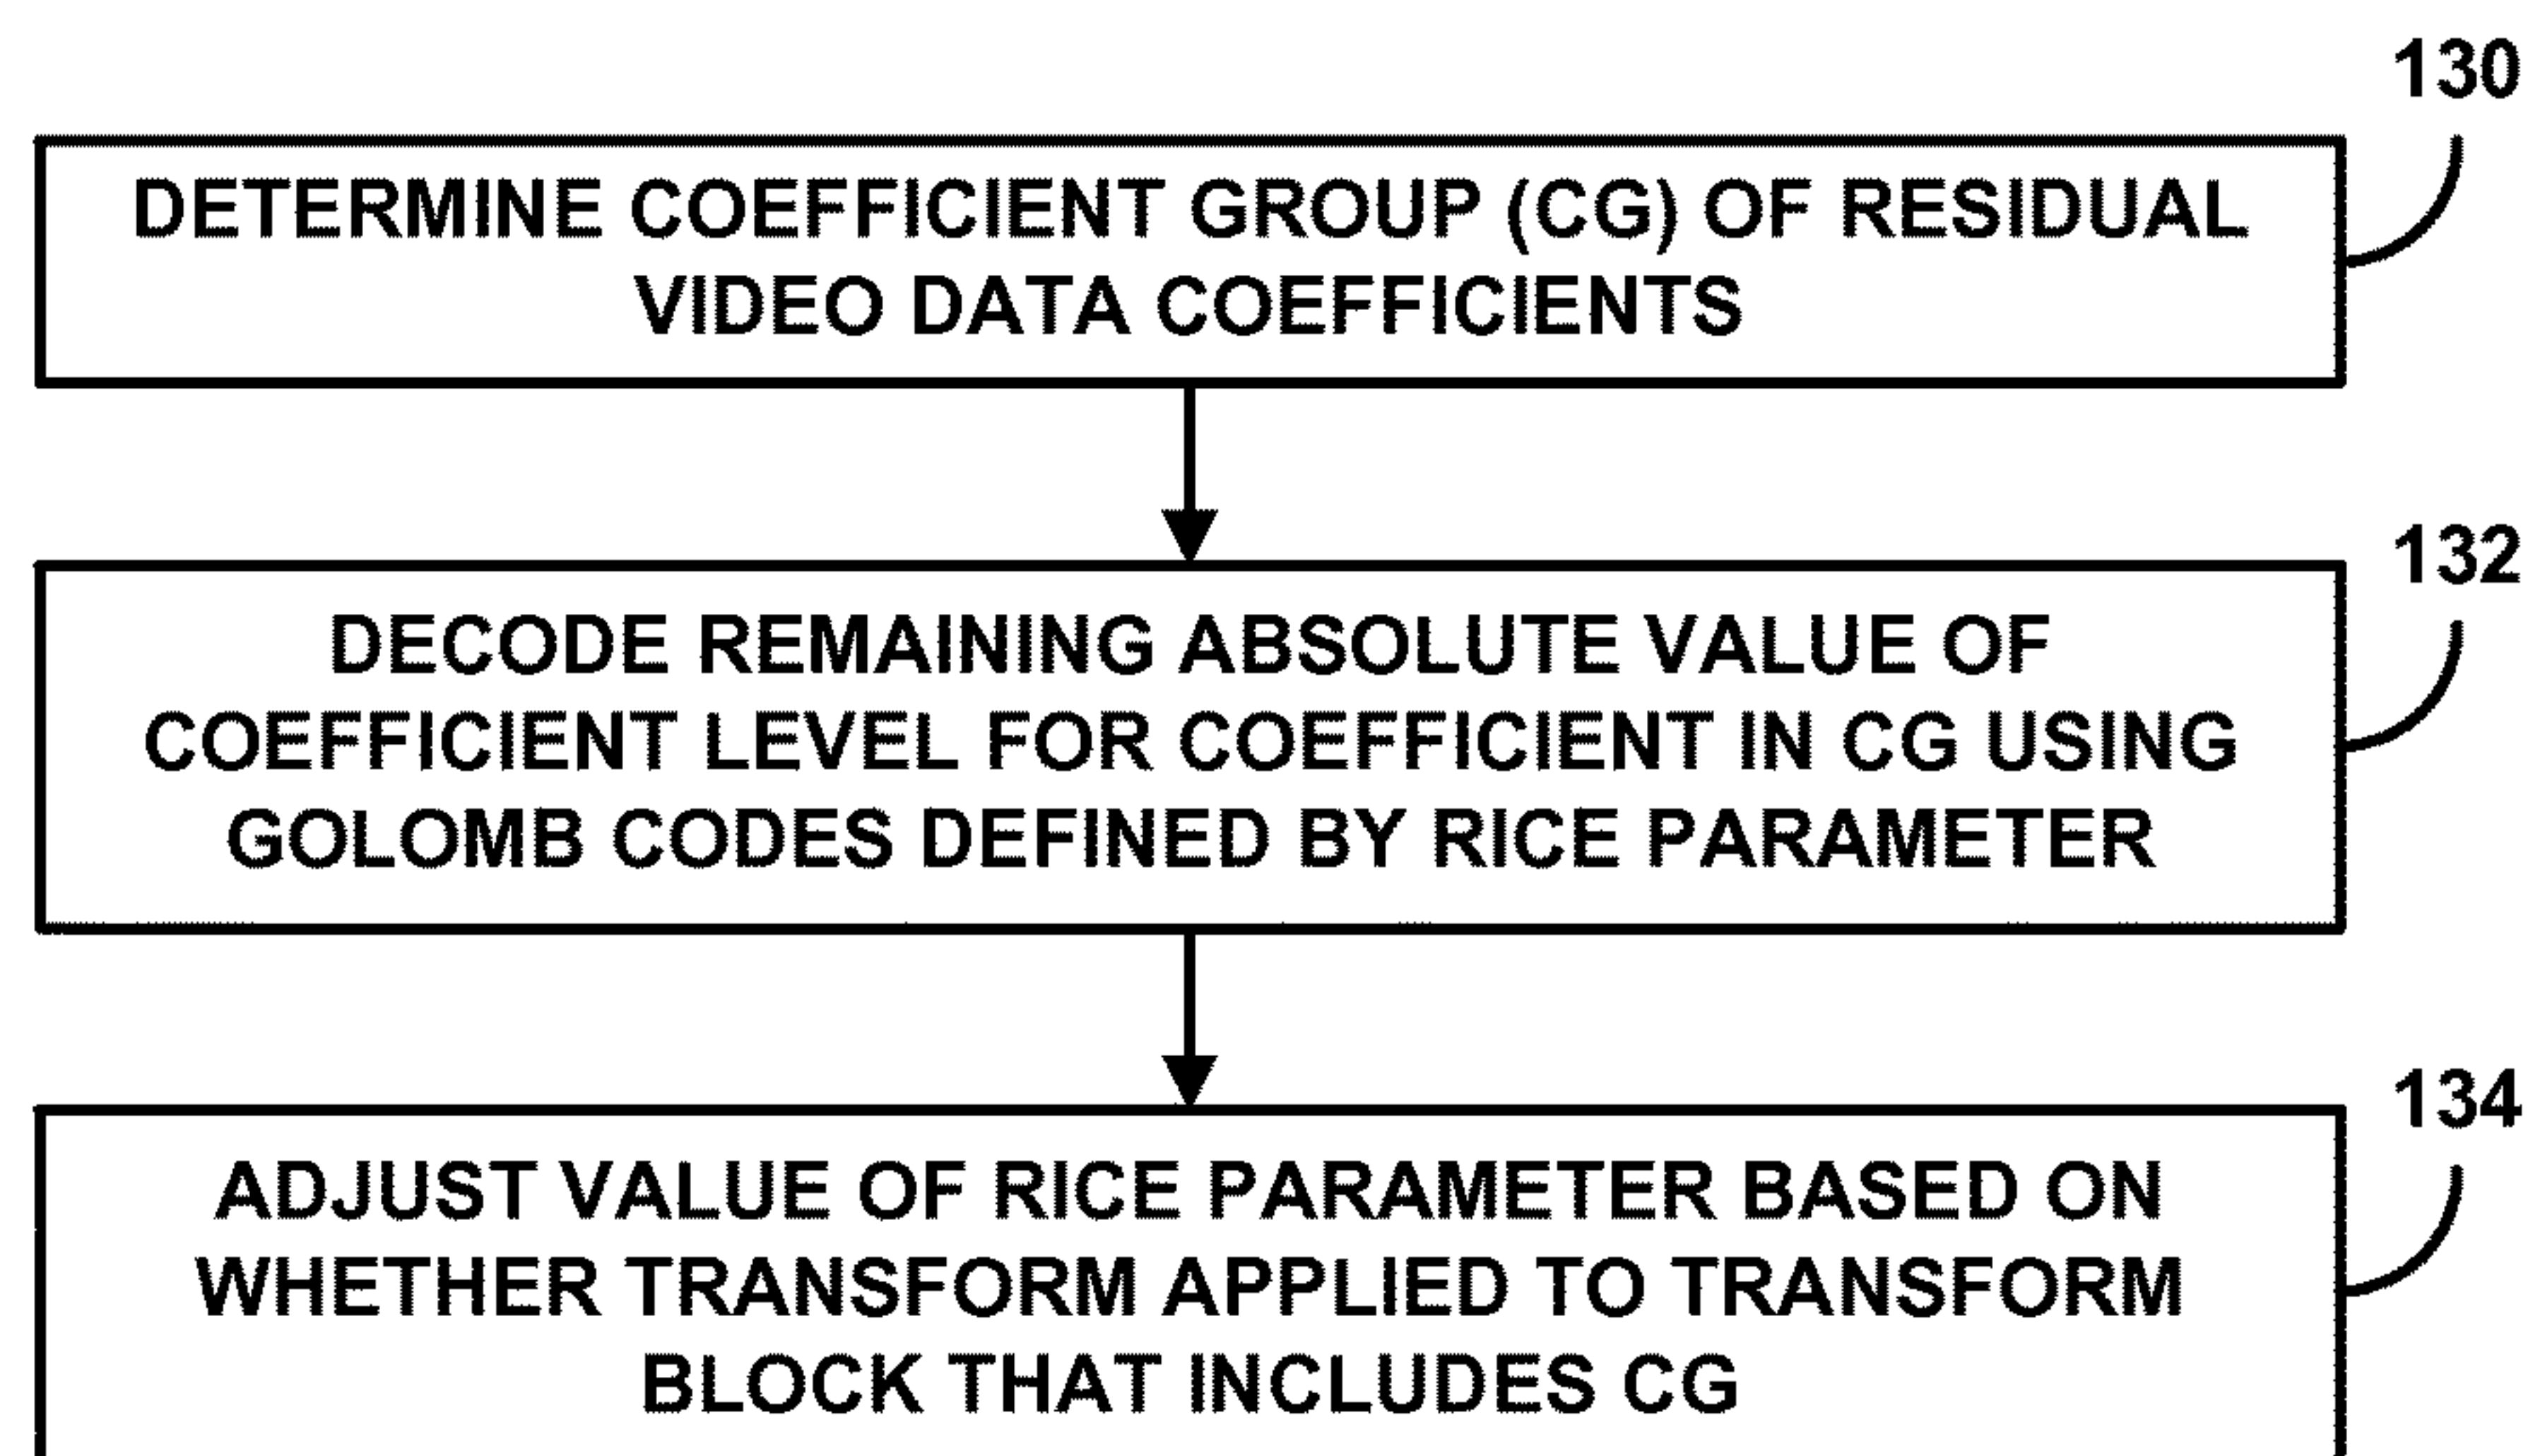 130
DETERMINE COEFFICIENT GROUP (CG) OF RESIDUAL
VIDEO DATA COEFFICIENTS
132
DECODE REMAINING ABSOLUTE VALUE OF
COEFFICIENT LEVEL FOR COEFFICIENT IN CG USING
GOLOMB CODES DEFINED BY RICE PARAMETER
134
ADJUST VALUE OF RICE PARAMETER BASED ON
WHETHER TRANSFORM APPLIED TO TRANSFORM
BLOCK THAT INCLUDES CG